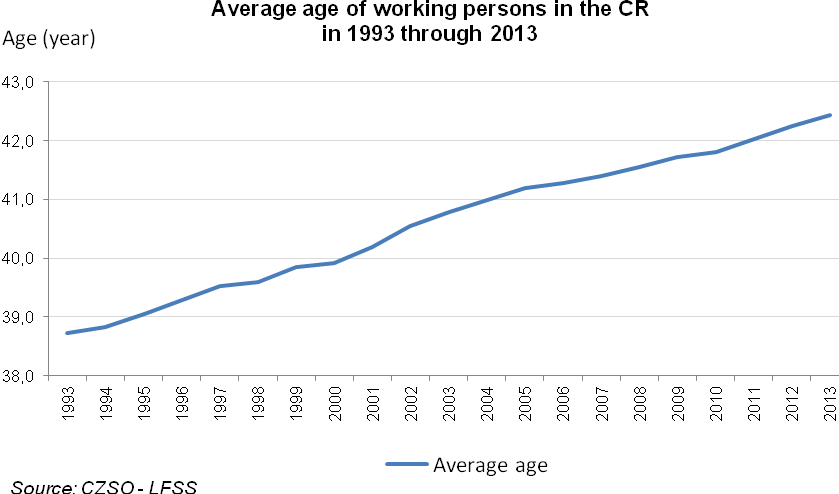 Average age of working persons in the CR
in 1993 through 2013
Age (year)
43,0
42,0
41,0
40,0
39,0
38,0
1993 1994 1995 1996 1997 1998 1999 2000 2001 2002 2003 2004 2005 2006 2007 2008 2009 2010 2011 2012 2013
Average age
Source: CZSO - LFSS